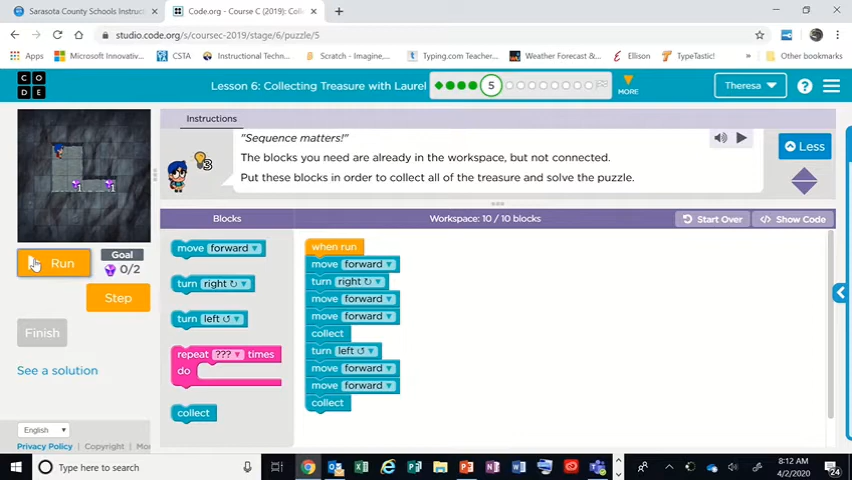 Sarasota County Schools Instruct
Code.org - Course C (2019): Colle
studio.code.org/s/coursec-2019/stage/6/puzzle/5
Apps
Microsoft Innovativ...
CSTA
Instructional Techn...
Scratch - Imagine,...
Typing.com Teacher...
Weather Forecast &...
Ellison
TypeTastic!
Other bookmarks
C O
D E
Lesson 6: Collecting Treasure with Laurel
5
MORE
Theresa
?
Instructions
"Sequence matters!"
The blocks you need are already in the workspace, but not connected.
Put these blocks in order to collect all of the treasure and solve the puzzle.
3
Less
1
1
Blocks
Workspace: 10 / 10 blocks
Start Over
</> Show Code
Run
Goal
0/2
Step
Finish
See a solution
English
Privacy Policy | Copyright | Mor
move forward
turn right
turn left
repeat ??? times
do
collect
when run
move forward
turn right
move forward
move forward
collect
turn left
move forward
move forward
collect
Type here to search
8:12 AM
4/2/2020
24